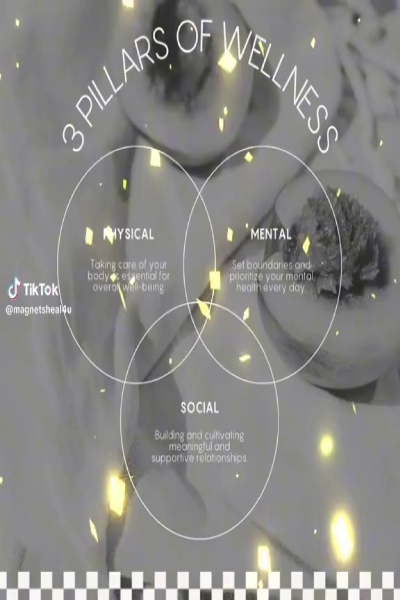 3 PILLARS OF WELLNESS
PHYSICAL
Taking care of your
body is essential for
overall well-being.
MENTAL
Set boundaries and
prioritize your mental
health every day.
TikTok
@magnetsheal4u
SOCIAL
Building and cultivating
meaningful and
supportive relationships.